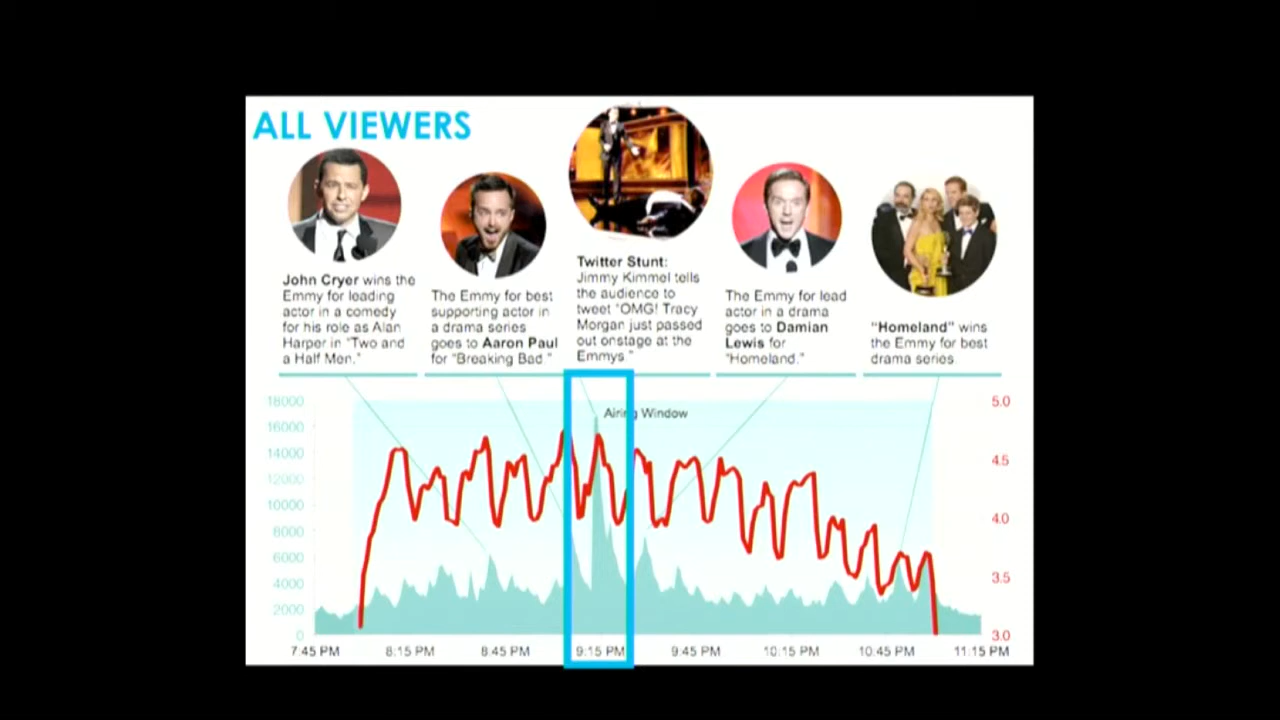 ALL VIEWERS
John Cryer wins the
Emmy for leading
actor in a comedy
for his role as Alan
Harper in "Two and
a Half Men."
The Emmy for best
supporting actor in
a drama series
goes to Aaron Paul
for "Breaking Bad."
Twitter Stunt:
Jimmy Kimmel tells
the audience to
tweet "OMG! Tracy
Morgan just passed
out onstage at the
Emmys."
The Emmy for lead
actor in a drama
goes to Damian
Lewis for
"Homeland."
"Homeland" wins
the Emmy for best
drama series.
Airing Window
18000
16000
14000
12000
10000
8000
6000
4000
2000
0
5.0
4.5
4.0
3.5
3.0
7:45 PM 8:15 PM 8:45 PM 9:15 PM 9:45 PM 10:15 PM 10:45 PM 11:15 PM